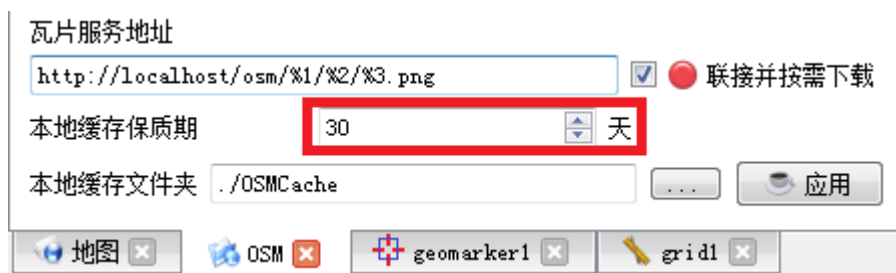 瓦片服务地址
http://localhost/osm/%1/%2/%3.png 联接并按需下载
本地缓存保质期 30 天
本地缓存文件夹 ./OSMCache ... 应用
地图 OSM geomarker1 grid1